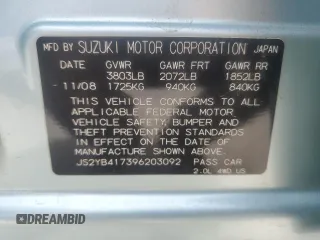 MFD. BY SUZUKI MOTOR CORPORATION JAPAN
DATE GVWR GAWR FRT GAWR RR
3803LB 2072LB 1852LB
11/08 1725KG 940KG 840KG
THIS VEHICLE CONFORMS TO ALL
APPLICABLE FEDERAL MOTOR
VEHICLE SAFETY, BUMPER AND
THEFT PREVENTION STANDARDS
IN EFFECT ON THE DATE OF
MANUFACTURE SHOWN ABOVE.
JS2YB417396203092 PASS CAR
2.0L 4WD US
DREAMBID